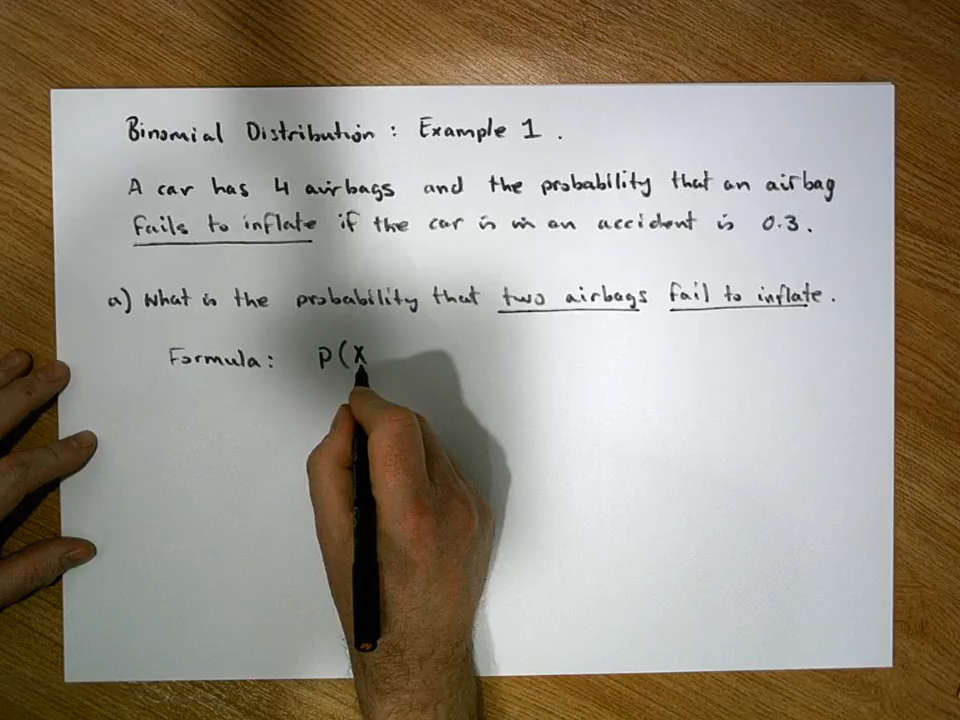 Binomial Distribution : Example 1 .
A car has 4 airbags and the probability that an airbag
fails to inflate if the car is in an accident is 0.3 .
a) What is the probability that two airbags fail to inflate .
Formula : P(X